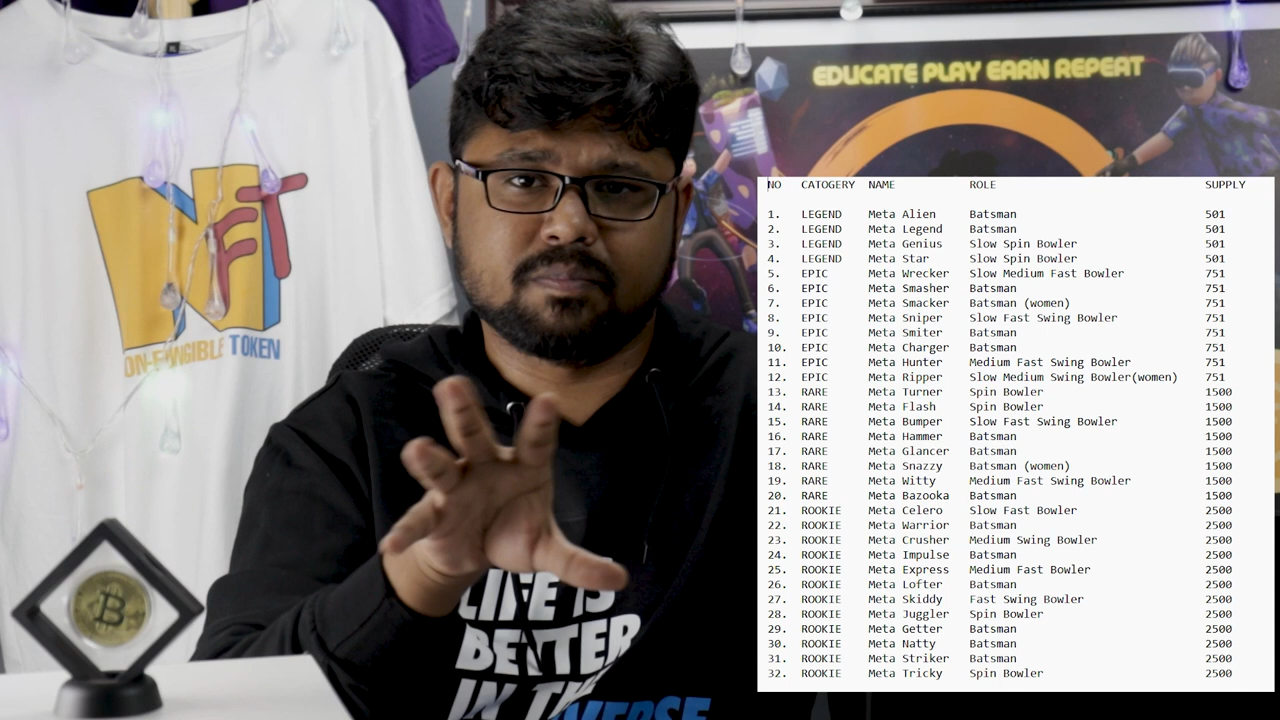 XL
NFT
ON-FUNGIBLE TOKEN
EDUCATE PLAY EARN REPEAT
LIFE IS
BETTER
IN THE
VERSE
B
NO CATOGERY NAME ROLE SUPPLY
1. LEGEND Meta Alien Batsman 501
2. LEGEND Meta Legend Batsman 501
3. LEGEND Meta Genius Slow Spin Bowler 501
4. LEGEND Meta Star Slow Spin Bowler 501
5. EPIC Meta Wrecker Slow Medium Fast Bowler 751
6. EPIC Meta Smasher Batsman 751
7. EPIC Meta Smacker Batsman (women) 751
8. EPIC Meta Sniper Slow Fast Swing Bowler 751
9. EPIC Meta Smiter Batsman 751
10. EPIC Meta Charger Batsman 751
11. EPIC Meta Hunter Medium Fast Swing Bowler 751
12. EPIC Meta Ripper Slow Medium Swing Bowler(women) 751
13. RARE Meta Turner Spin Bowler 1500
14. RARE Meta Flash Spin Bowler 1500
15. RARE Meta Bumper Slow Fast Swing Bowler 1500
16. RARE Meta Hammer Batsman 1500
17. RARE Meta Glancer Batsman 1500
18. RARE Meta Snazzy Batsman (women) 1500
19. RARE Meta Witty Medium Fast Swing Bowler 1500
20. RARE Meta Bazooka Batsman 1500
21. ROOKIE Meta Celero Slow Fast Bowler 2500
22. ROOKIE Meta Warrior Batsman 2500
23. ROOKIE Meta Crusher Medium Swing Bowler 2500
24. ROOKIE Meta Impulse Batsman 2500
25. ROOKIE Meta Express Medium Fast Bowler 2500
26. ROOKIE Meta Lofter Batsman 2500
27. ROOKIE Meta Skiddy Fast Swing Bowler 2500
28. ROOKIE Meta Juggler Spin Bowler 2500
29. ROOKIE Meta Getter Batsman 2500
30. ROOKIE Meta Natty Batsman 2500
31. ROOKIE Meta Striker Batsman 2500
32. ROOKIE Meta Tricky Spin Bowler 2500